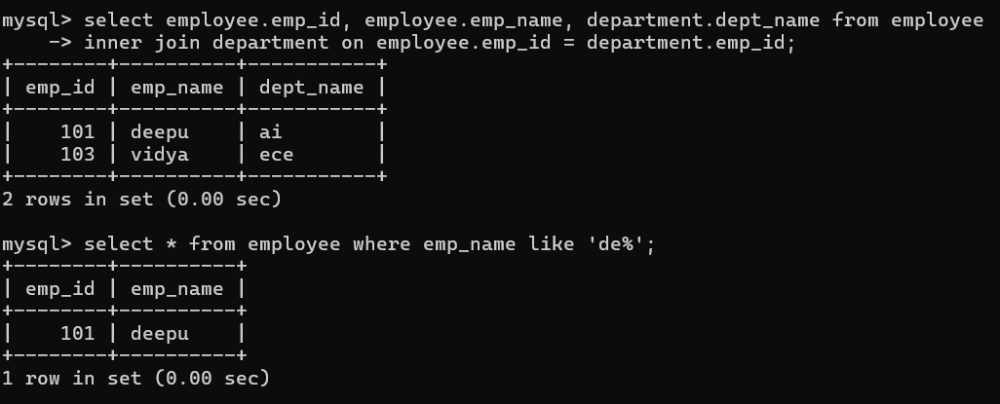 mysql> select employee.emp_id, employee.emp_name, department.dept_name from employee
    -> inner join department on employee.emp_id = department.emp_id;
+--------+----------+-----------+
| emp_id | emp_name | dept_name |
+--------+----------+-----------+
|    101 | deepu    | ai        |
|    103 | vidya    | ece       |
+--------+----------+-----------+
2 rows in set (0.00 sec)

mysql> select * from employee where emp_name like 'de%';
+--------+----------+
| emp_id | emp_name |
+--------+----------+
|    101 | deepu    |
+--------+----------+
1 row in set (0.00 sec)